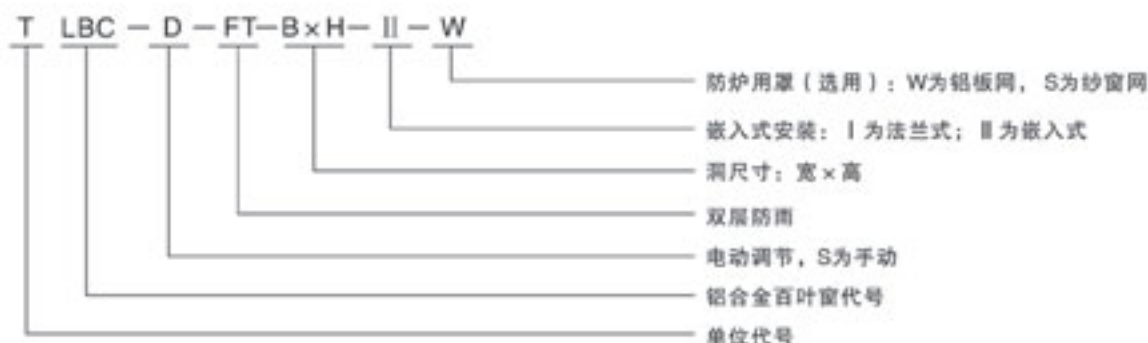 T LBC－D－FT－B×H－Ⅱ－W
防炉用罩（选用）：W为铝板网，S为纱窗网
嵌入式安装：Ⅰ为法兰式；Ⅱ为嵌入式
洞尺寸：宽×高
双层防雨
电动调节，S为手动
铝合金百叶窗代号
单位代号